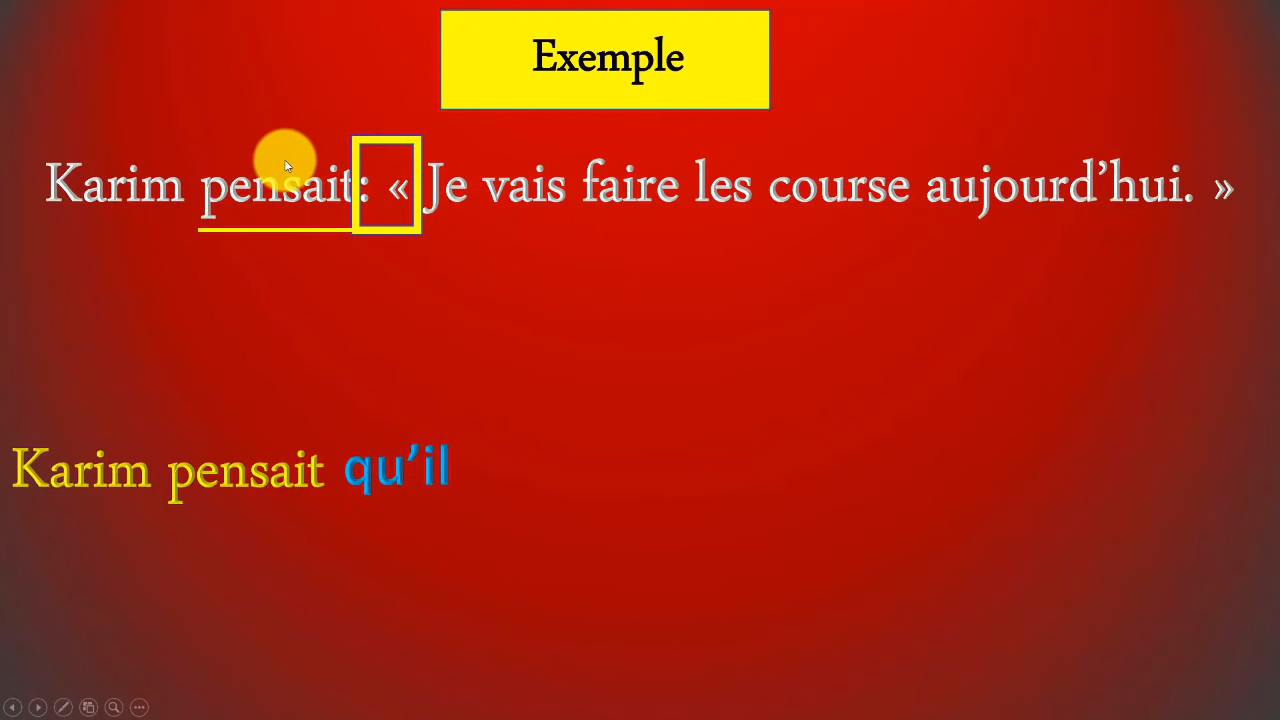 Exemple
Karim pensait: « Je vais faire les course aujourd’hui. »
Karim pensait qu’il